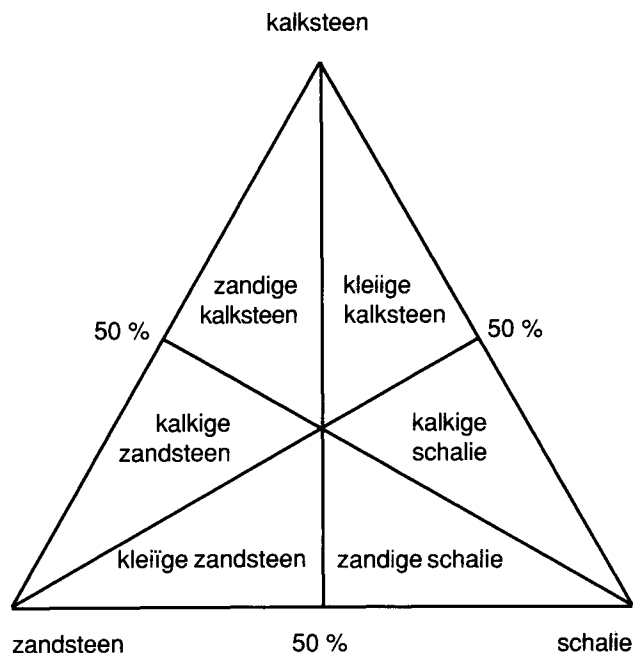 kalksteen
zandige
kalksteen
kleiige
kalksteen
50 %
50 %
kalkige
zandsteen
kalkige
schalie
kleiïge zandsteen
zandige schalie
zandsteen
50 %
schalie